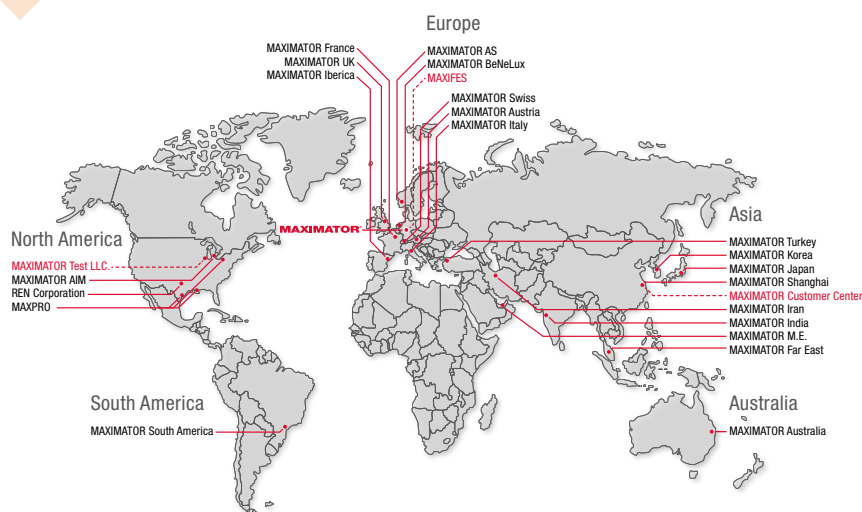 Europe
MAXIMATOR France
MAXIMATOR UK
MAXIMATOR Iberica
MAXIMATOR AS
MAXIMATOR BeNeLux
MAXIFES
MAXIMATOR Swiss
MAXIMATOR Austria
MAXIMATOR Italy
MAXIMATOR®
North America
MAXIMATOR Test LLC.
MAXIMATOR AIM
REN Corporation
MAXPRO
Asia
MAXIMATOR Turkey
MAXIMATOR Korea
MAXIMATOR Japan
MAXIMATOR Shanghai
MAXIMATOR Customer Center
MAXIMATOR Iran
MAXIMATOR India
MAXIMATOR M.E.
MAXIMATOR Far East
South America
MAXIMATOR South America
Australia
MAXIMATOR Australia